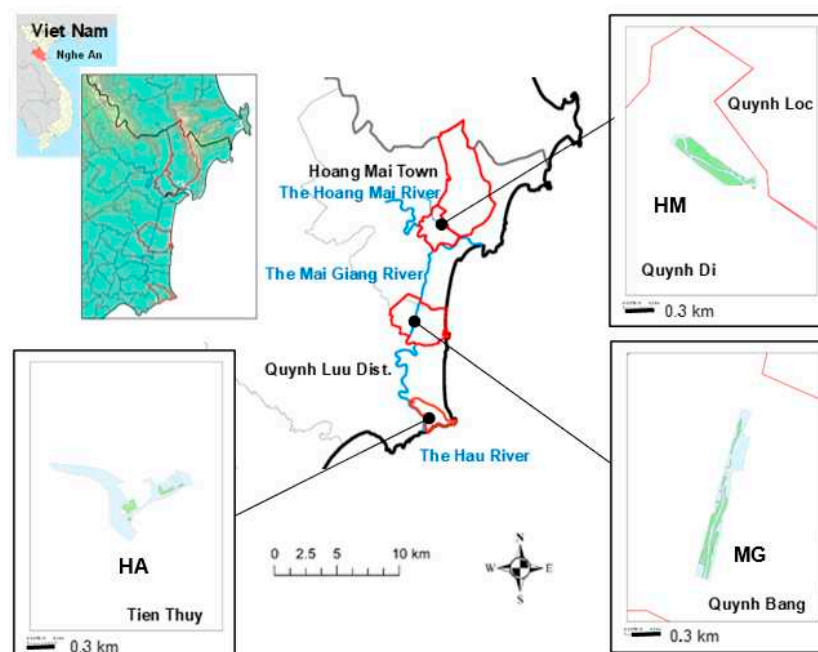 Viet Nam
Nghe An
Quynh Loc
HM
Quynh Di
0.3 km
Hoang Mai Town
The Hoang Mai River
The Mai Giang River
Quynh Luu Dist.
The Hau River
0 2.5 5 10 km
N
W E
S
HA
Tien Thuy
0.3 km
MG
Quynh Bang
0.3 km